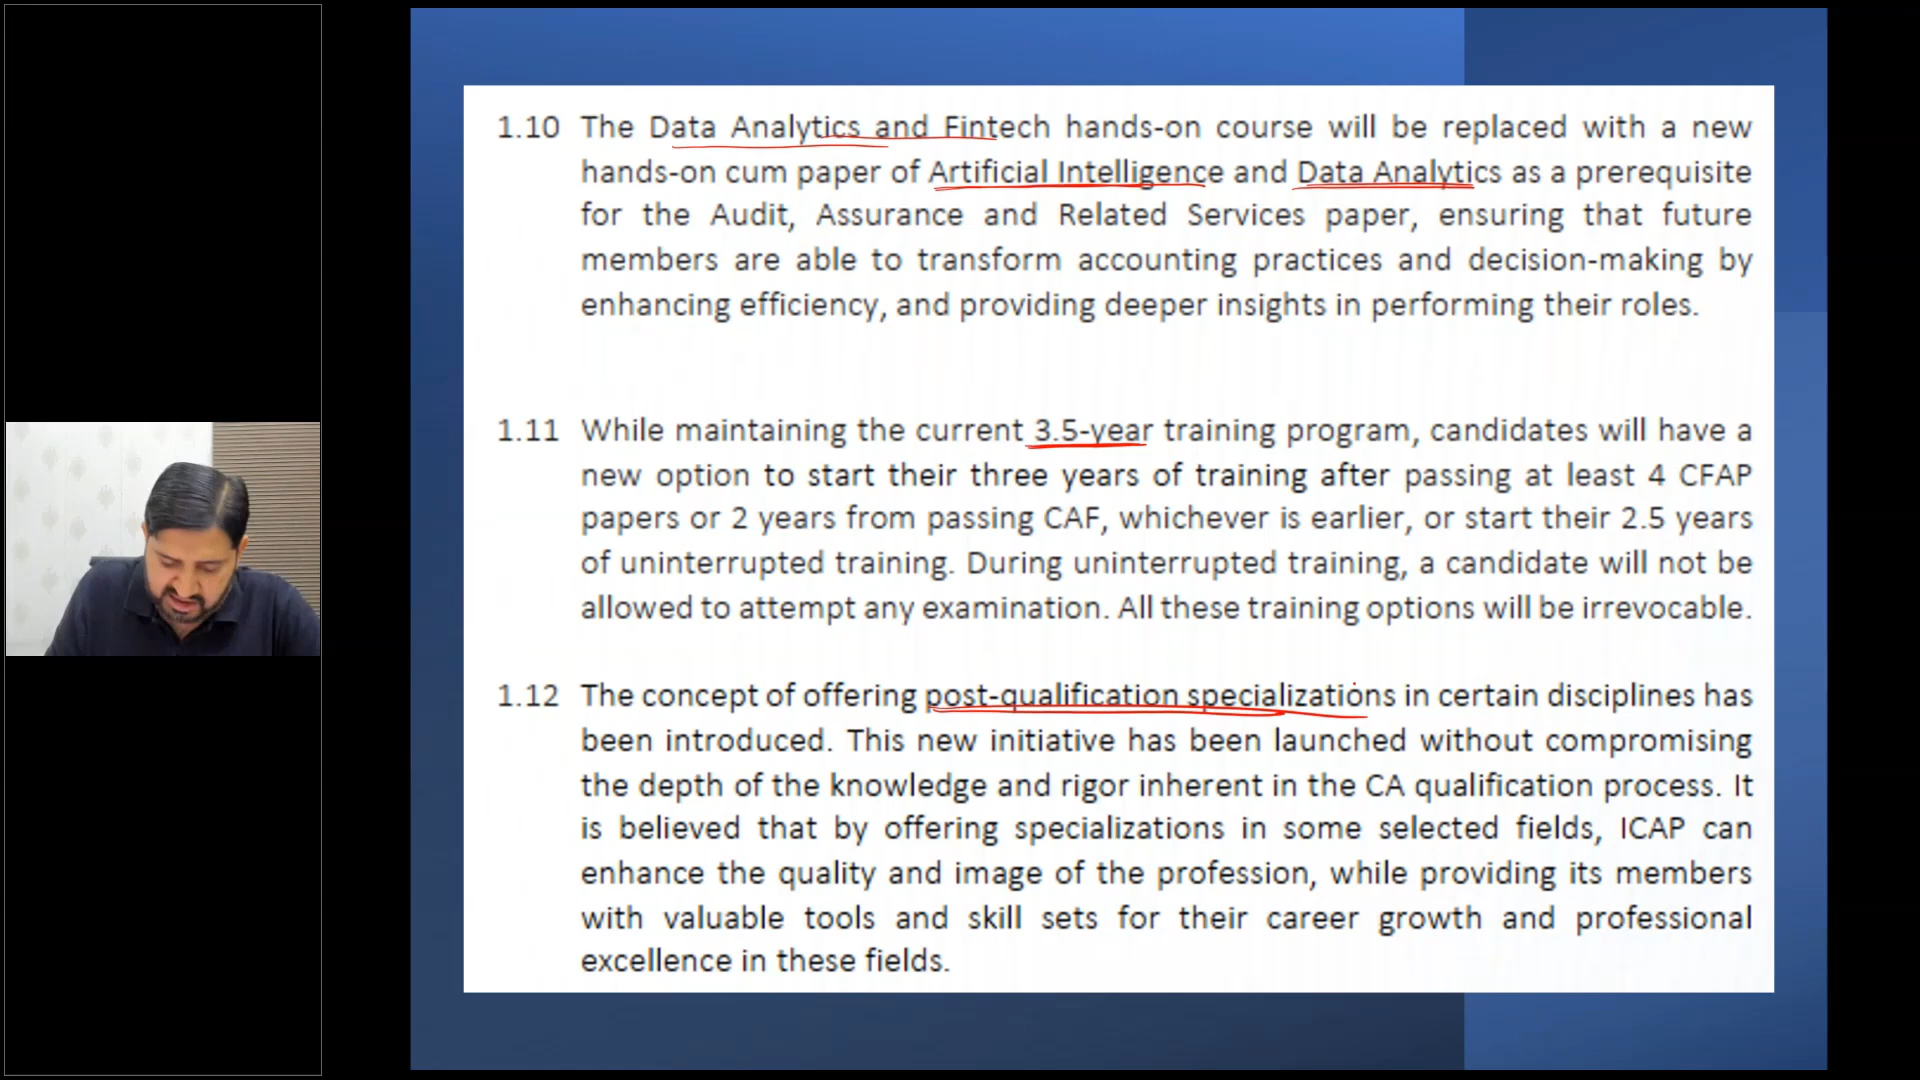 1.10 The Data Analytics and Fintech hands-on course will be replaced with a new
hands-on cum paper of Artificial Intelligence and Data Analytics as a prerequisite
for the Audit, Assurance and Related Services paper, ensuring that future
members are able to transform accounting practices and decision-making by
enhancing efficiency, and providing deeper insights in performing their roles.
1.11 While maintaining the current 3.5-year training program, candidates will have a
new option to start their three years of training after passing at least 4 CFAP
papers or 2 years from passing CAF, whichever is earlier, or start their 2.5 years
of uninterrupted training. During uninterrupted training, a candidate will not be
allowed to attempt any examination. All these training options will be irrevocable.
1.12 The concept of offering post-qualification specializations in certain disciplines has
been introduced. This new initiative has been launched without compromising
the depth of the knowledge and rigor inherent in the CA qualification process. It
is believed that by offering specializations in some selected fields, ICAP can
enhance the quality and image of the profession, while providing its members
with valuable tools and skill sets for their career growth and professional
excellence in these fields.